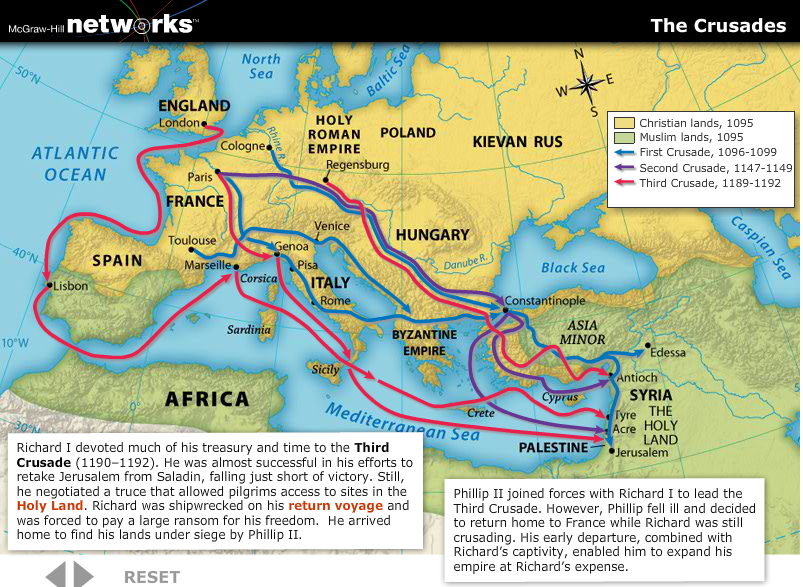 McGraw-Hill networks™
The Crusades
50°N
North
Sea
Baltic Sea
N
W
E
S
ENGLAND
London
HOLY
ROMAN
EMPIRE
POLAND
KIEVAN RUS
Christian lands, 1095
Muslim lands, 1095
First Crusade, 1096-1099
Second Crusade, 1147-1149
Third Crusade, 1189-1192
Cologne
Rhine R.
Regensburg
ATLANTIC
OCEAN
Paris
FRANCE
40°N
Toulouse
Venice
HUNGARY
Genoa
Marseille
Pisa
Corsica
SPAIN
Danube R.
Black Sea
Caspian Sea
Lisbon
ITALY
Rome
Constantinople
10°W
Sardinia
BYZANTINE
EMPIRE
ASIA
MINOR
Edessa
Sicily
Antioch
AFRICA
0°
Cyprus
SYRIA
Crete
Tyre
THE
HOLY
LAND
Acre
30°N
Mediterranean Sea
PALESTINE
Jerusalem
Richard I devoted much of his treasury and time to the Third
Crusade (1190–1192). He was almost successful in his efforts to
retake Jerusalem from Saladin, falling just short of victory. Still,
he negotiated a truce that allowed pilgrims access to sites in the
Holy Land. Richard was shipwrecked on his return voyage and
was forced to pay a large ransom for his freedom.  He arrived
home to find his lands under siege by Phillip II.
Phillip II joined forces with Richard I to lead the
Third Crusade. However, Phillip fell ill and decided
to return home to France while Richard was still
crusading. His early departure, combined with
Richard's captivity, enabled him to expand his
empire at Richard's expense.
RESET